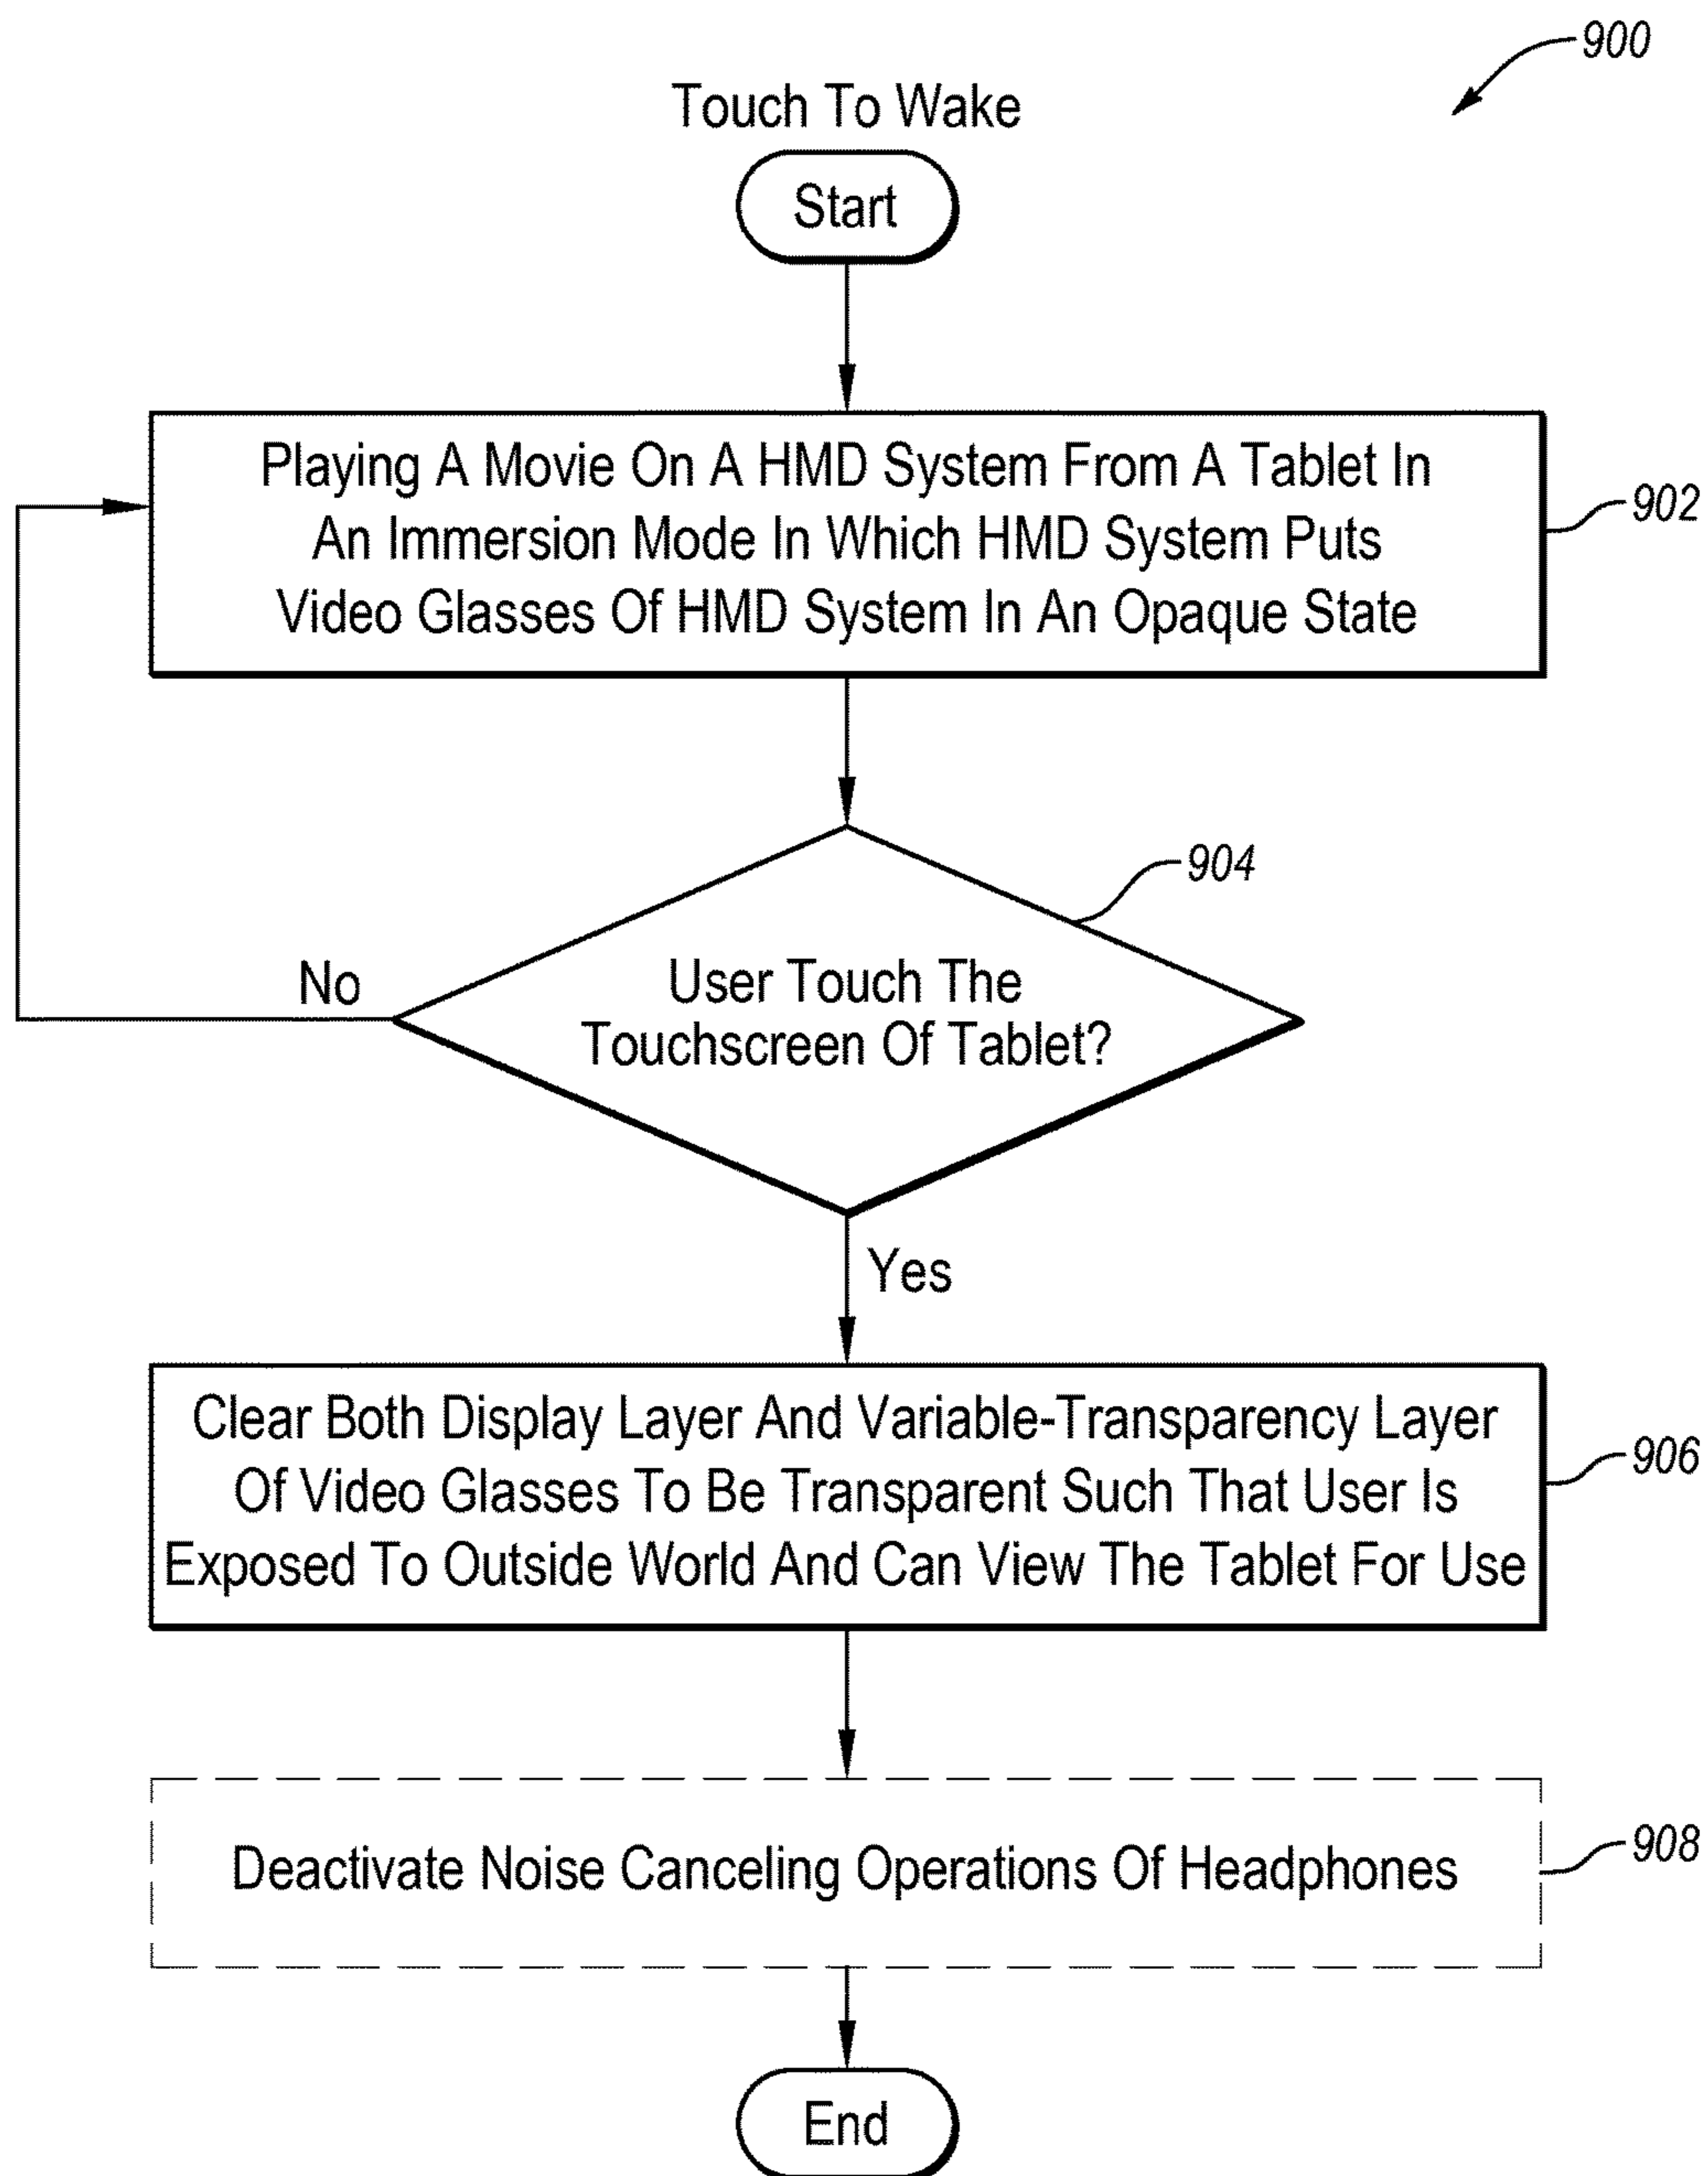 900
Touch To Wake
Start
Playing A Movie On A HMD System From A Tablet In
An Immersion Mode In Which HMD System Puts
Video Glasses Of HMD System In An Opaque State
902
904
User Touch The
Touchscreen Of Tablet?
No
Yes
Clear Both Display Layer And Variable-Transparency Layer
Of Video Glasses To Be Transparent Such That User Is
Exposed To Outside World And Can View The Tablet For Use
906
Deactivate Noise Canceling Operations Of Headphones
908
End